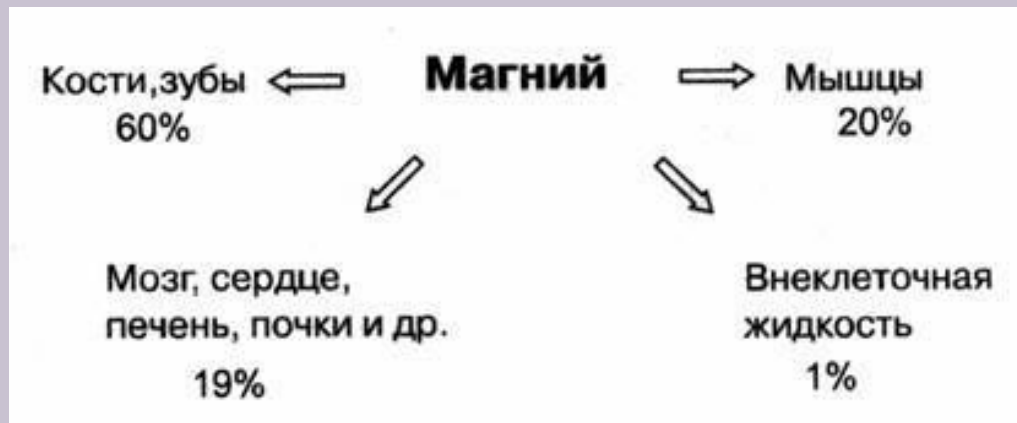 Магний
Кости,зубы
60%
Мышцы
20%
Мозг, сердце,
печень, почки и др.
19%
Внеклеточная
жидкость
1%